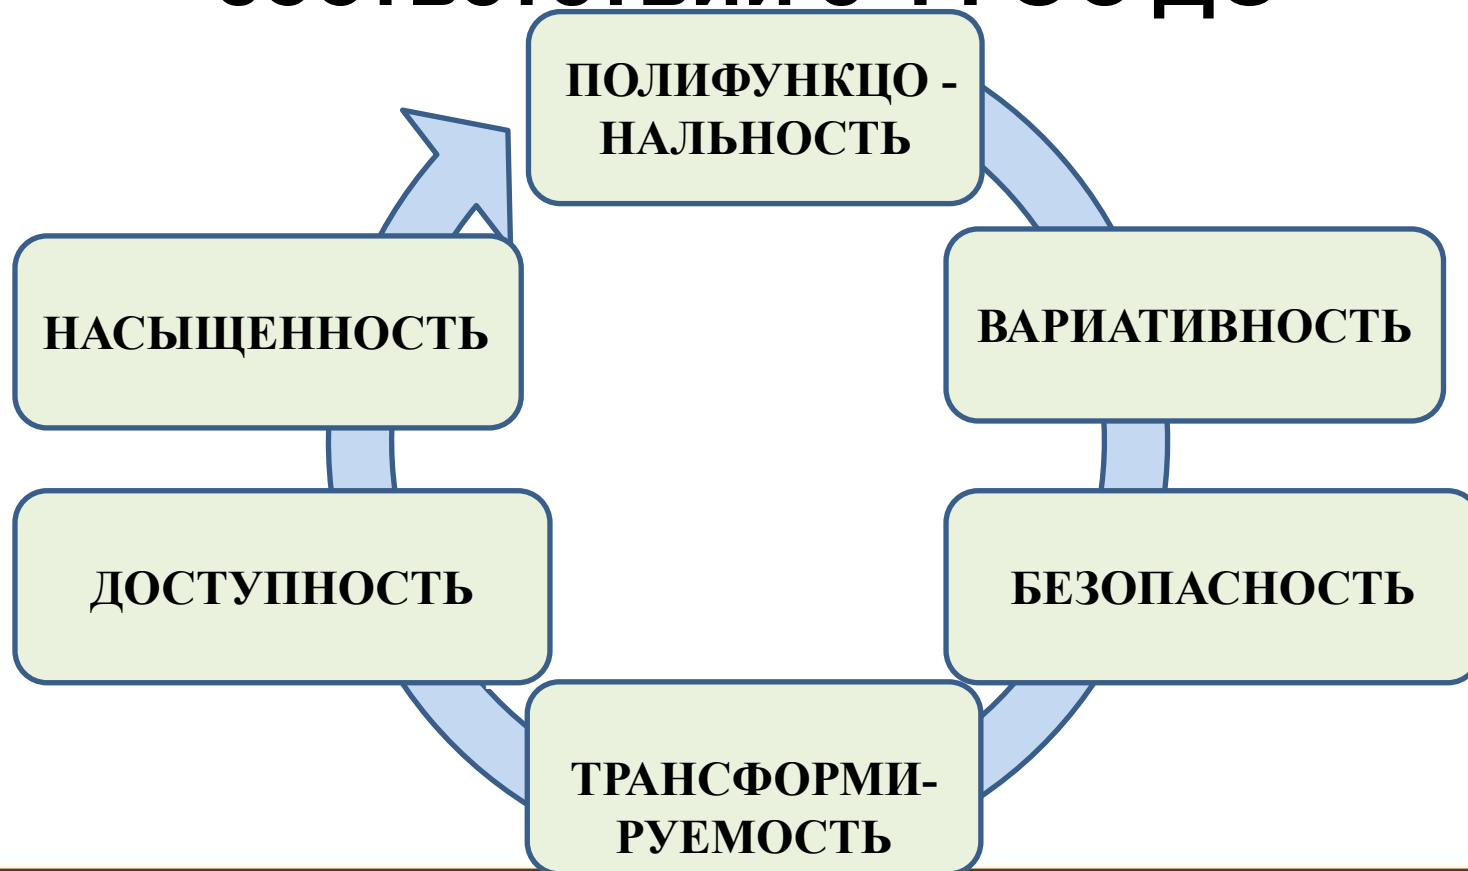 ПОЛИФУНКЦО -
НАЛЬНОСТЬ
ВАРИАТИВНОСТЬ
НАСЫЩЕННОСТЬ
ДОСТУПНОСТЬ
БЕЗОПАСНОСТЬ
ТРАНСФОРМИ-
РУЕМОСТЬ